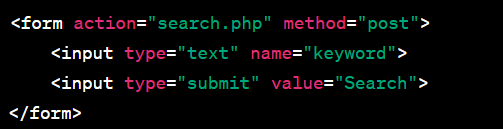 <form action="search.php" method="post">
    <input type="text" name="keyword">
    <input type="submit" value="Search">
</form>